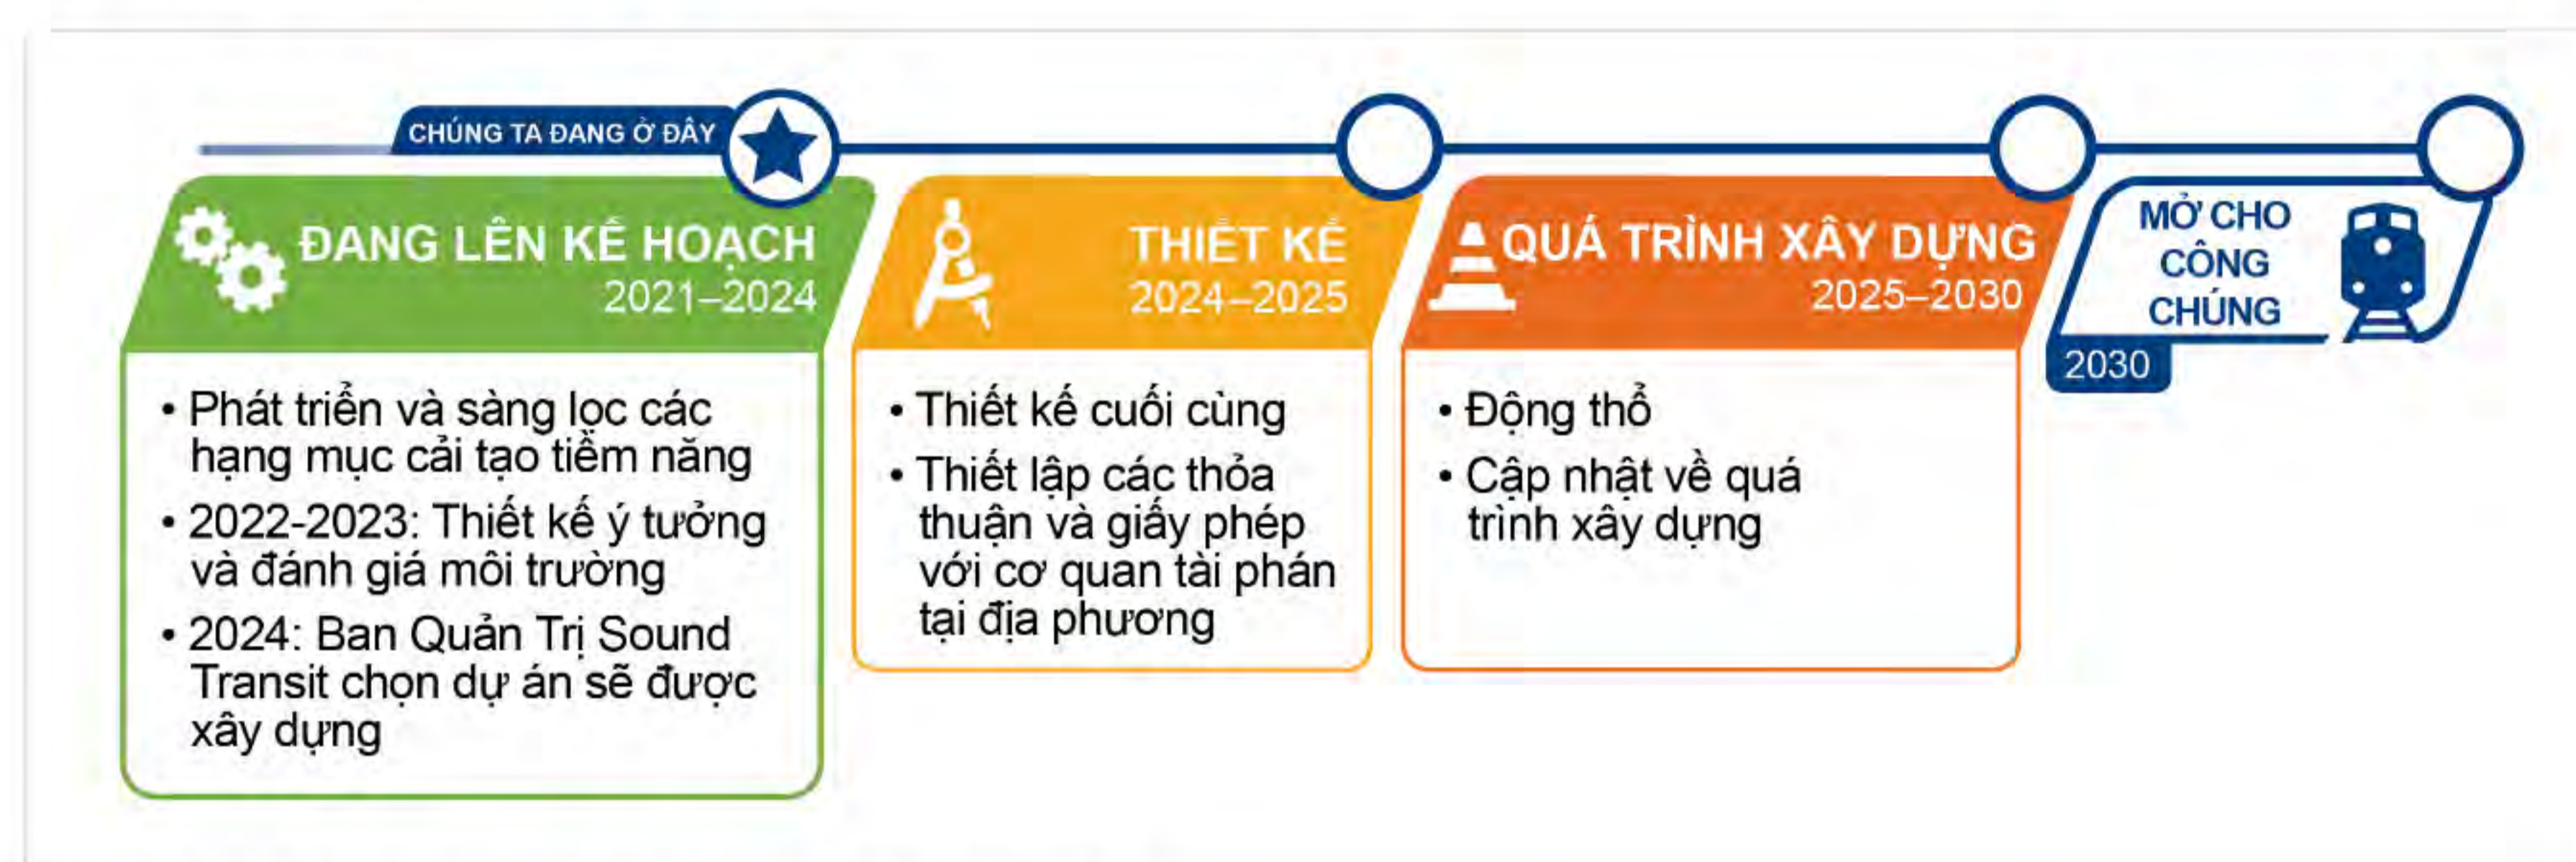 CHÚNG TA ĐANG Ở ĐÂY
ĐANG LÊN KẾ HOẠCH
2021–2024
• Phát triển và sàng lọc các
hạng mục cải tạo tiềm năng
• 2022-2023: Thiết kế ý tưởng
và đánh giá môi trường
• 2024: Ban Quản Trị Sound
Transit chọn dự án sẽ được
xây dựng
THIẾT KẾ
2024–2025
• Thiết kế cuối cùng
• Thiết lập các thỏa
thuận và giấy phép
với cơ quan tài phán
tại địa phương
QUÁ TRÌNH XÂY DỰNG
2025–2030
• Động thổ
• Cập nhật về quá
trình xây dựng
MỞ CHO
CÔNG
CHÚNG
2030